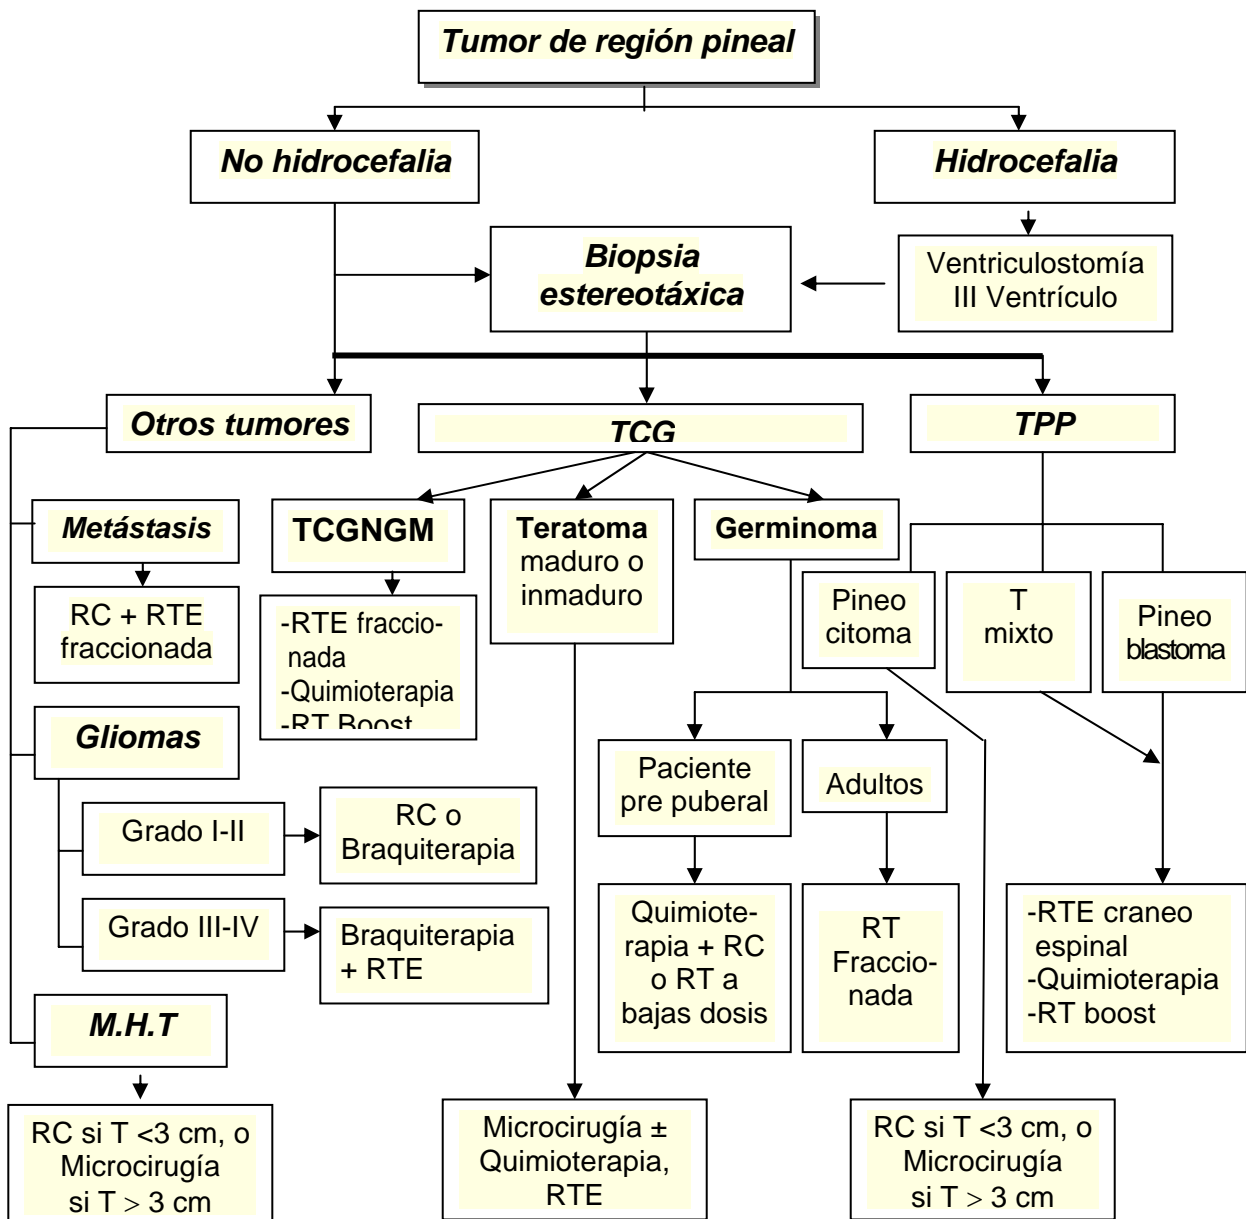 Tumor de región pineal
No hidrocefalia
Hidrocefalia
Biopsia
estereotáxica
Ventriculostomía
III Ventrículo
Otros tumores
TCG
TPP
Metástasis
TCGNGM
Teratoma
maduro o
inmaduro
Germinoma
RC + RTE
fraccionada
-RTE fraccio-
nada
-Quimioterapia
-RT Boost
Pineo
citoma
T
mixto
Pineo
blastoma
Gliomas
Paciente
pre puberal
Adultos
Grado I-II
RC o
Braquiterapia
Grado III-IV
Braquiterapia
+ RTE
Quimiote-
rapia + RC
o RT a
bajas dosis
RT
Fraccio-
nada
-RTE craneo
espinal
-Quimioterapia
-RT boost
M.H.T
RC si T <3 cm, o
Microcirugía
si T > 3 cm
Microcirugía ±
Quimioterapia,
RTE
RC si T <3 cm, o
Microcirugía
si T > 3 cm